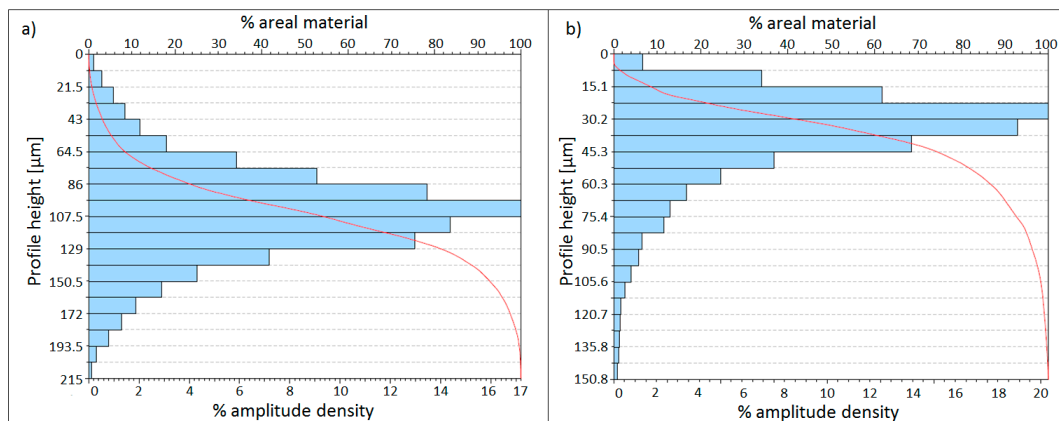 a)
% areal material
0 10 20 30 40 50 60 70 80 90 100
Profile height [µm]
0
21.5
43
64.5
86
107.5
129
150.5
172
193.5
215
0 2 4 6 8 10 12 14 16 17
% amplitude density
b)
% areal material
0 10 20 30 40 50 60 70 80 90 100
Profile height [µm]
0
15.1
30.2
45.3
60.3
75.4
90.5
105.6
120.7
135.8
150.8
0 2 4 6 8 10 12 14 16 18 20
% amplitude density